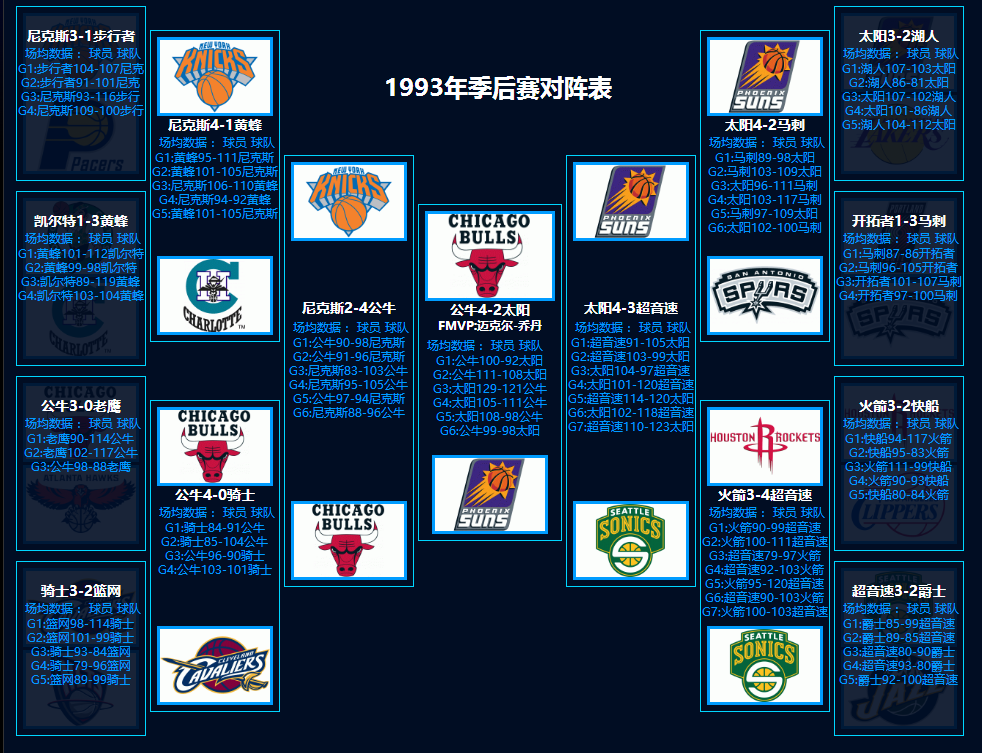 1993年季后赛对阵表
尼克斯3-1步行者
场均数据： 球员 球队
G1:步行者104-107尼克
G2:步行者91-101尼克
G3:尼克斯93-116步行
G4:尼克斯109-100步行
Pacers
凯尔特1-3黄蜂
场均数据： 球员 球队
G1:黄蜂101-112凯尔特
G2:黄蜂99-98凯尔特
G3:凯尔特89-119黄蜂
G4:凯尔特103-104黄蜂
CHARLOTTE
CHICAGO
公牛3-0老鹰
场均数据： 球员 球队
G1:老鹰90-114公牛
G2:老鹰102-117公牛
G3:公牛98-88老鹰
ATLANTA HAWKS
骑士3-2篮网
场均数据： 球员 球队
G1:篮网98-114骑士
G2:篮网101-99骑士
G3:骑士93-84篮网
G4:骑士79-96篮网
G5:篮网89-99骑士
NEW YORK
KNICKS
尼克斯4-1黄蜂
场均数据： 球员 球队
G1:黄蜂95-111尼克斯
G2:黄蜂101-105尼克斯
G3:尼克斯106-110黄蜂
G4:尼克斯94-92黄蜂
G5:黄蜂101-105尼克斯
H
CHARLOTTE
CHICAGO
BULLS
公牛4-0骑士
场均数据： 球员 球队
G1:骑士84-91公牛
G2:骑士85-104公牛
G3:公牛96-90骑士
G4:公牛103-101骑士
CLEVELAND
CAVALIERS
NEW YORK
KNICKS
尼克斯2-4公牛
场均数据： 球员 球队
G1:公牛90-98尼克斯
G2:公牛91-96尼克斯
G3:尼克斯83-103公牛
G4:尼克斯95-105公牛
G5:公牛97-94尼克斯
G6:尼克斯88-96公牛
CHICAGO
BULLS
CHICAGO
BULLS
公牛4-2太阳
FMVP:迈克尔-乔丹
场均数据： 球员 球队
G1:公牛100-92太阳
G2:公牛111-108太阳
G3:太阳129-121公牛
G4:太阳105-111公牛
G5:太阳108-98公牛
G6:公牛99-98太阳
PHOENIX
SUNS
PHOENIX
SUNS
太阳4-3超音速
场均数据： 球员 球队
G1:超音速91-105太阳
G2:超音速103-99太阳
G3:太阳104-97超音速
G4:太阳101-120超音速
G5:超音速114-120太阳
G6:太阳102-118超音速
G7:超音速110-123太阳
SEATTLE
SONICS
PHOENIX
SUNS
太阳4-2马刺
场均数据： 球员 球队
G1:马刺89-98太阳
G2:马刺103-109太阳
G3:太阳96-111马刺
G4:太阳103-117马刺
G5:马刺97-109太阳
G6:太阳102-100马刺
SAN ANTONIO
SPURS
HOUSTON ROCKETS
火箭3-4超音速
场均数据： 球员 球队
G1:火箭90-99超音速
G2:火箭100-111超音速
G3:超音速79-97火箭
G4:超音速92-103火箭
G5:火箭95-120超音速
G6:超音速90-103火箭
G7:火箭100-103超音速
SEATTLE
SONICS
太阳3-2湖人
场均数据： 球员 球队
G1:湖人107-103太阳
G2:湖人86-81太阳
G3:太阳107-102湖人
G4:太阳101-86湖人
G5:湖人104-112太阳
开拓者1-3马刺
场均数据： 球员 球队
G1:马刺87-86开拓者
G2:马刺96-105开拓者
G3:开拓者101-107马刺
G4:开拓者97-100马刺
SPURS
火箭3-2快船
场均数据： 球员 球队
G1:快船94-117火箭
G2:快船95-83火箭
G3:火箭111-99快船
G4:火箭90-93快船
G5:快船80-84火箭
CLIPPERS
超音速3-2爵士
场均数据： 球员 球队
G1:爵士85-99超音速
G2:爵士89-85超音速
G3:超音速80-90爵士
G4:超音速93-80爵士
G5:爵士92-100超音速
JAZZ